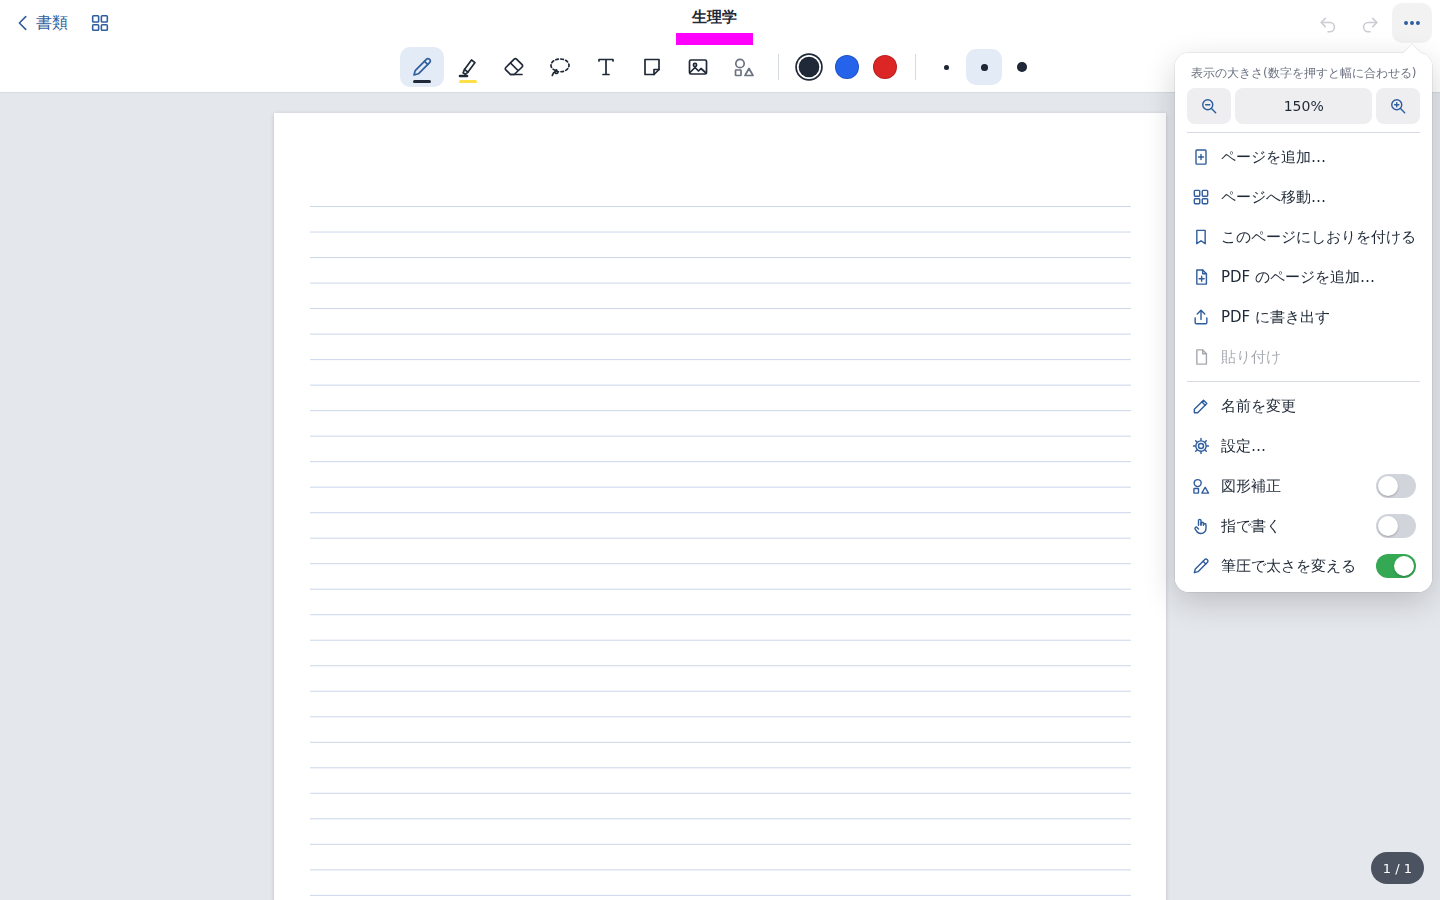 書類
生理学
表示の大きさ(数字を押すと幅に合わせる)
150%
ページを追加…
ページへ移動…
このページにしおりを付ける
PDF のページを追加…
PDF に書き出す
貼り付け
名前を変更
設定…
図形補正
指で書く
筆圧で太さを変える
1 / 1